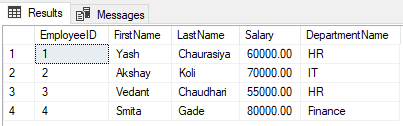 Results Messages
EmployeeID FirstName LastName Salary DepartmentName
1 1 Yash Chaurasiya 60000.00 HR
2 2 Akshay Koli 70000.00 IT
3 3 Vedant Chaudhari 55000.00 HR
4 4 Smita Gade 80000.00 Finance